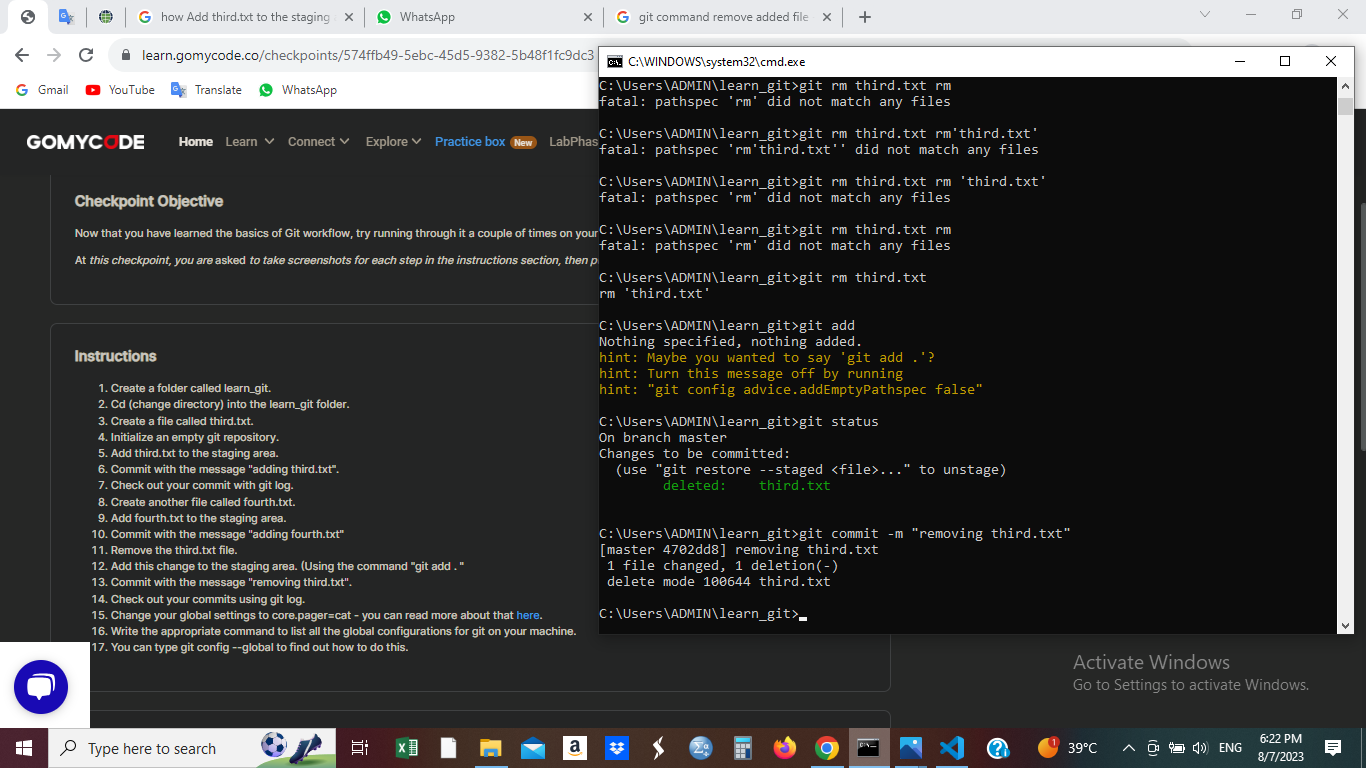 how Add third.txt to the staging
WhatsApp
git command remove added file
learn.gomycode.co/checkpoints/574ffb49-5ebc-45d5-9382-5b48f1fc9dc3
Gmail
YouTube
Translate
WhatsApp
GOMYCODE
Home
Learn
Connect
Explore
Practice box New
LabPhas
Checkpoint Objective
Now that you have learned the basics of Git workflow, try running through it a couple of times on your
At this checkpoint, you are asked to take screenshots for each step in the instructions section, then p
Instructions
1. Create a folder called learn_git.
2. Cd (change directory) into the learn_git folder.
3. Create a file called third.txt.
4. Initialize an empty git repository.
5. Add third.txt to the staging area.
6. Commit with the message "adding third.txt".
7. Check out your commit with git log.
8. Create another file called fourth.txt.
9. Add fourth.txt to the staging area.
10. Commit with the message "adding fourth.txt"
11. Remove the third.txt file.
12. Add this change to the staging area. (Using the command "git add . "
13. Commit with the message "removing third.txt".
14. Check out your commits using git log.
15. Change your global settings to core.pager=cat - you can read more about that here.
16. Write the appropriate command to list all the global configurations for git on your machine.
17. You can type git config --global to find out how to do this.
C:\WINDOWS\system32\cmd.exe
C:\Users\ADMIN\learn_git>git rm third.txt rm
fatal: pathspec 'rm' did not match any files
C:\Users\ADMIN\learn_git>git rm third.txt rm'third.txt'
fatal: pathspec 'rm'third.txt'' did not match any files
C:\Users\ADMIN\learn_git>git rm third.txt rm 'third.txt'
fatal: pathspec 'rm' did not match any files
C:\Users\ADMIN\learn_git>git rm third.txt rm
fatal: pathspec 'rm' did not match any files
C:\Users\ADMIN\learn_git>git rm third.txt
rm 'third.txt'
C:\Users\ADMIN\learn_git>git add
Nothing specified, nothing added.
hint: Maybe you wanted to say 'git add .'?
hint: Turn this message off by running
hint: "git config advice.addEmptyPathspec false"
C:\Users\ADMIN\learn_git>git status
On branch master
Changes to be committed:
(use "git restore --staged <file>..." to unstage)
deleted: third.txt
C:\Users\ADMIN\learn_git>git commit -m "removing third.txt"
[master 4702dd8] removing third.txt
1 file changed, 1 deletion(-)
delete mode 100644 third.txt
C:\Users\ADMIN\learn_git>
Activate Windows
Go to Settings to activate Windows.
Type here to search
1
39°C
ENG
6:22 PM
8/7/2023